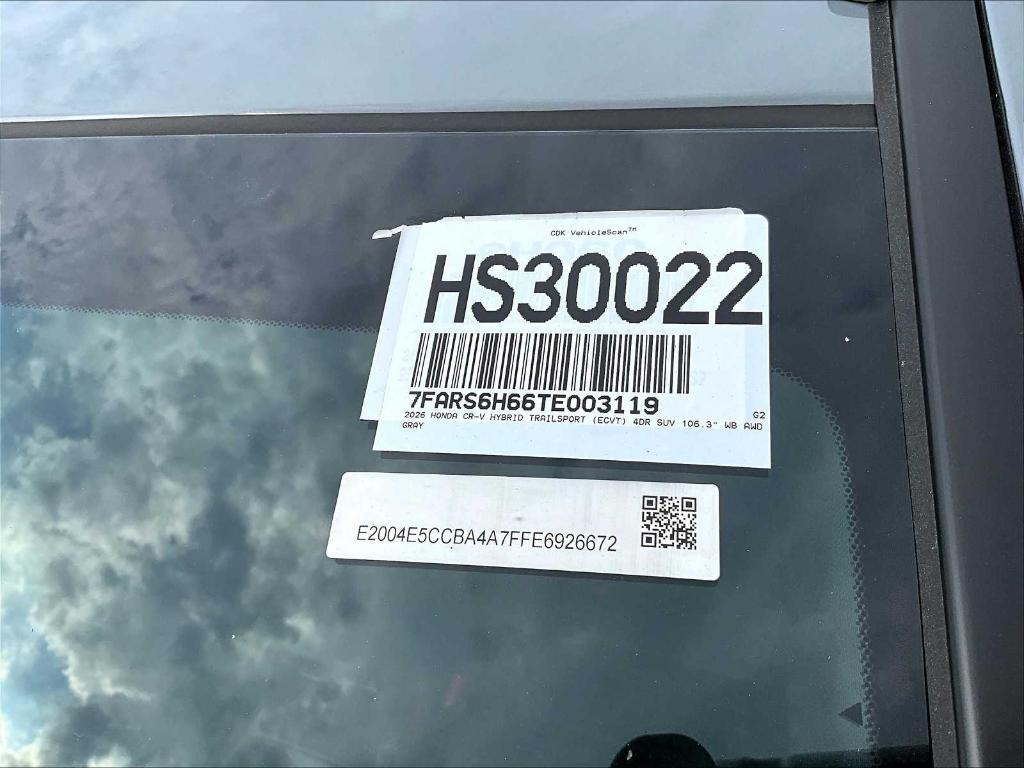 CDK VehicleScan™
HS30022
7FARS6H66TE003119
2026 HONDA CR-V HYBRID TRAILSPORT (ECVT) 4DR SUV 106.3" WB AWD G2
GRAY
E2004E5CCBA4A7FFE6926672